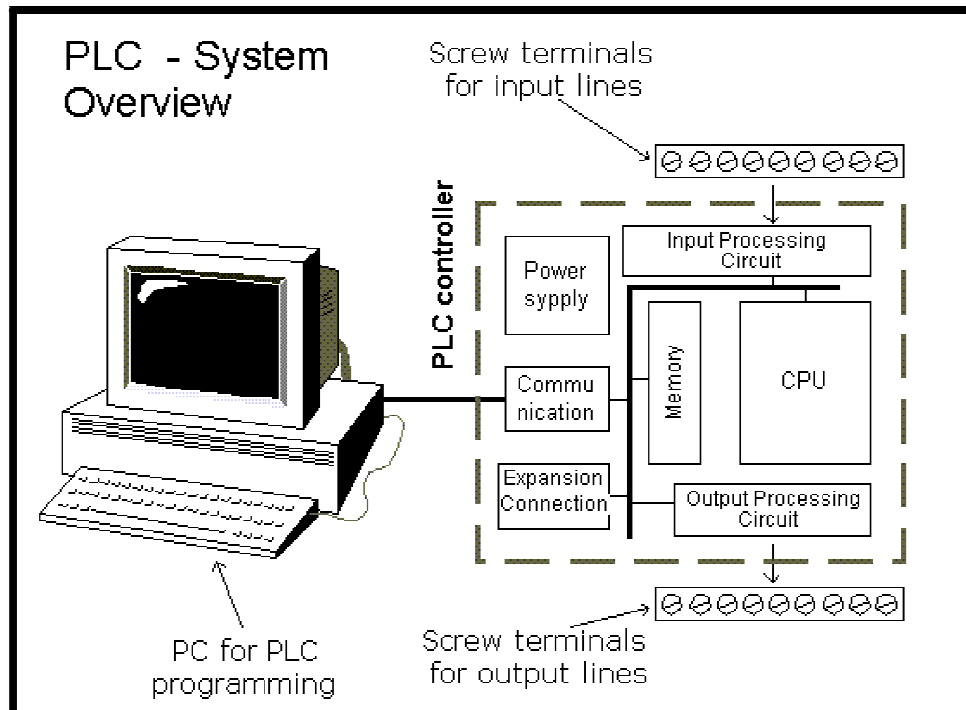 PLC - System
Overview
Screw terminals
for input lines
PLC controller
Input Processing
Circuit
Power
sypply
Memory
CPU
Commu
nication
Expansion
Connection
Output Processing
Circuit
PC for PLC
programming
Screw terminals
for output lines